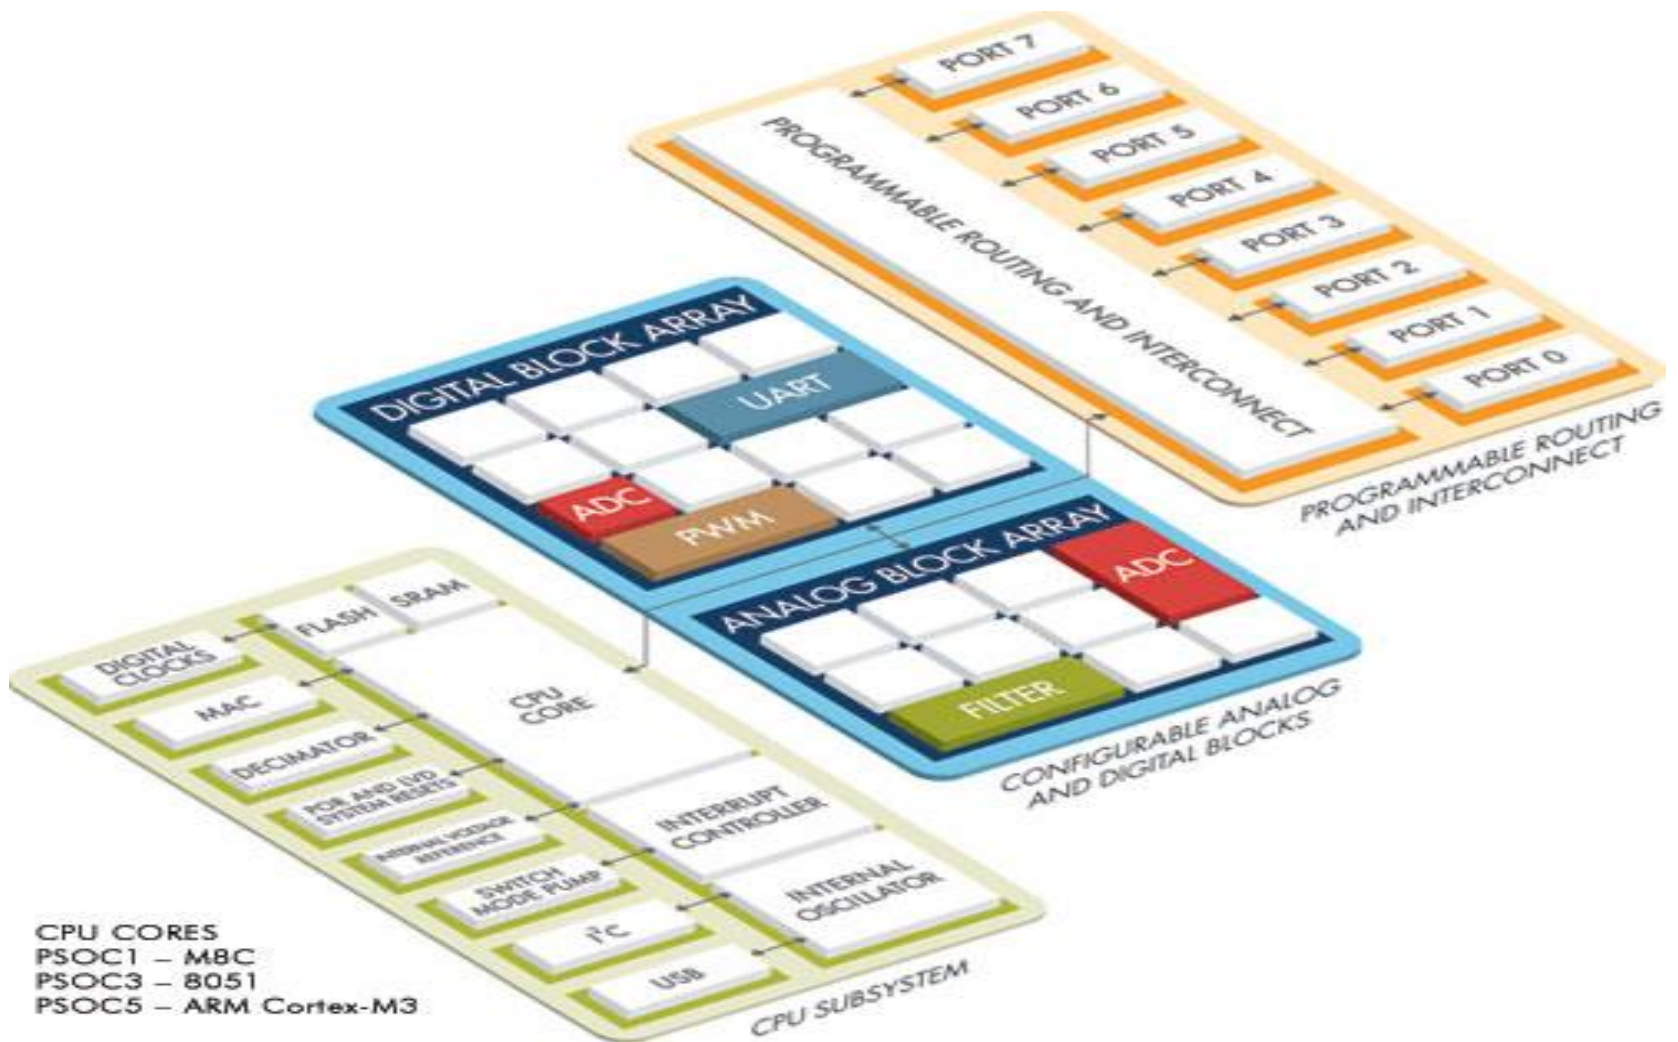 PORT 7
PORT 6
PORT 5
PORT 4
PORT 3
PORT 2
PORT 1
PORT 0
PROGRAMMABLE ROUTING AND INTERCONNECT
PROGRAMMABLE ROUTING
AND INTERCONNECT
DIGITAL BLOCK ARRAY
UART
ADC
PWM
ANALOG BLOCK ARRAY
ADC
FILTER
CONFIGURABLE ANALOG
AND DIGITAL BLOCKS
FLASH
SRAM
CPU
CORE
INTERRUPT
CONTROLLER
INTERNAL
OSCILLATOR
DIGITAL
CLOCKS
MAC
DECIMATOR
POR AND LVD
SYSTEM RESETS
INTERNAL VOLTAGE
REFERENCE
SWITCH
MODE PUMP
I²C
USB
CPU SUBSYSTEM
CPU CORES
PSOC1 – M8C
PSOC3 – 8051
PSOC5 – ARM Cortex-M3